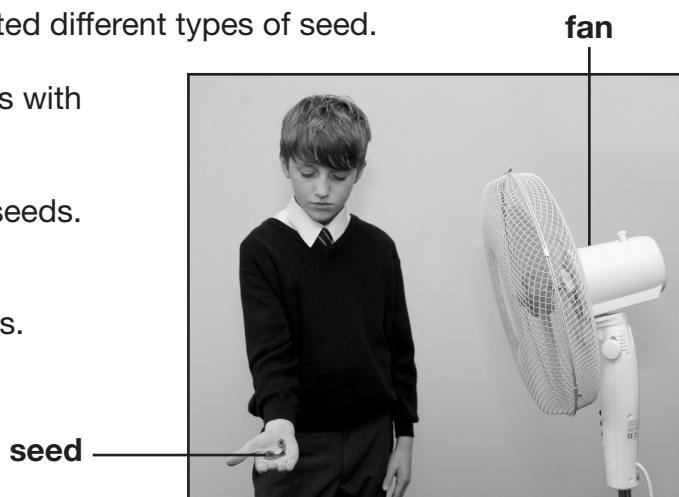 ted different types of seed.
fan
s with
seeds.
s.
seed